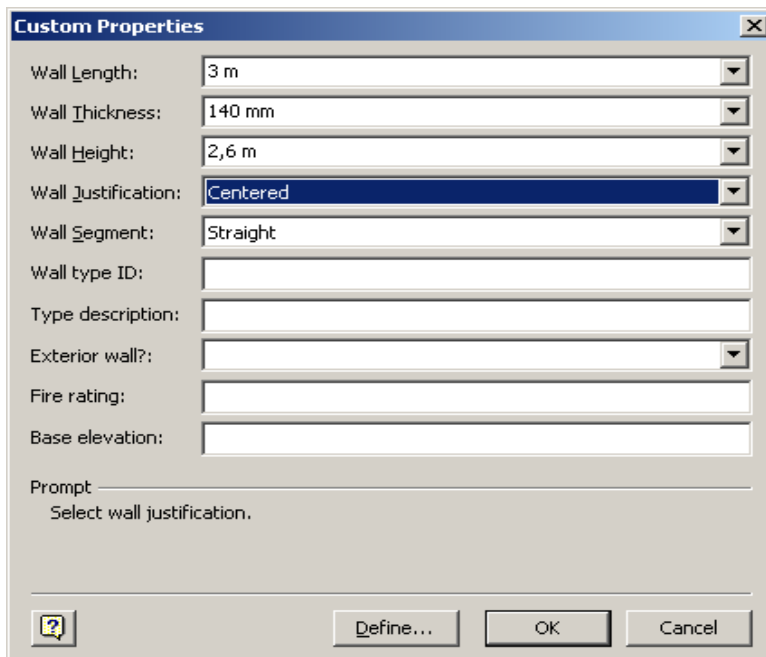 Custom Properties
Wall Length: 3 m
Wall Thickness: 140 mm
Wall Height: 2,6 m
Wall Justification: Centered
Wall Segment: Straight
Wall type ID:
Type description:
Exterior wall?:
Fire rating:
Base elevation:
Prompt
Select wall justification.
? Define... OK Cancel